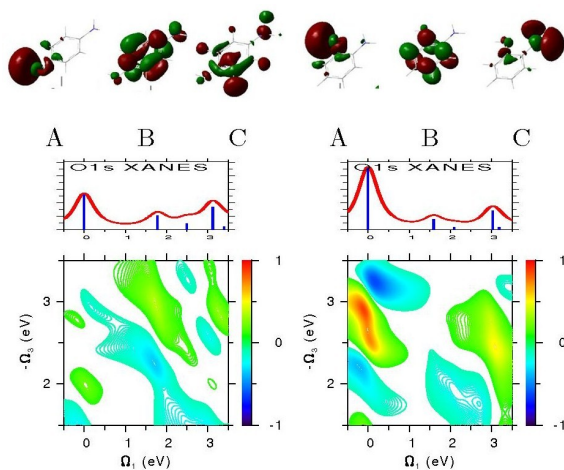 A B C A B C
O1s XANES O1s XANES
0 1 2 3 0 1 2 3
1 1
3 3
0 0
2 2
-1 -1
0 1 2 3 0 1 2 3
-Ω3 (eV) -Ω3 (eV)
Ω1 (eV) Ω1 (eV)